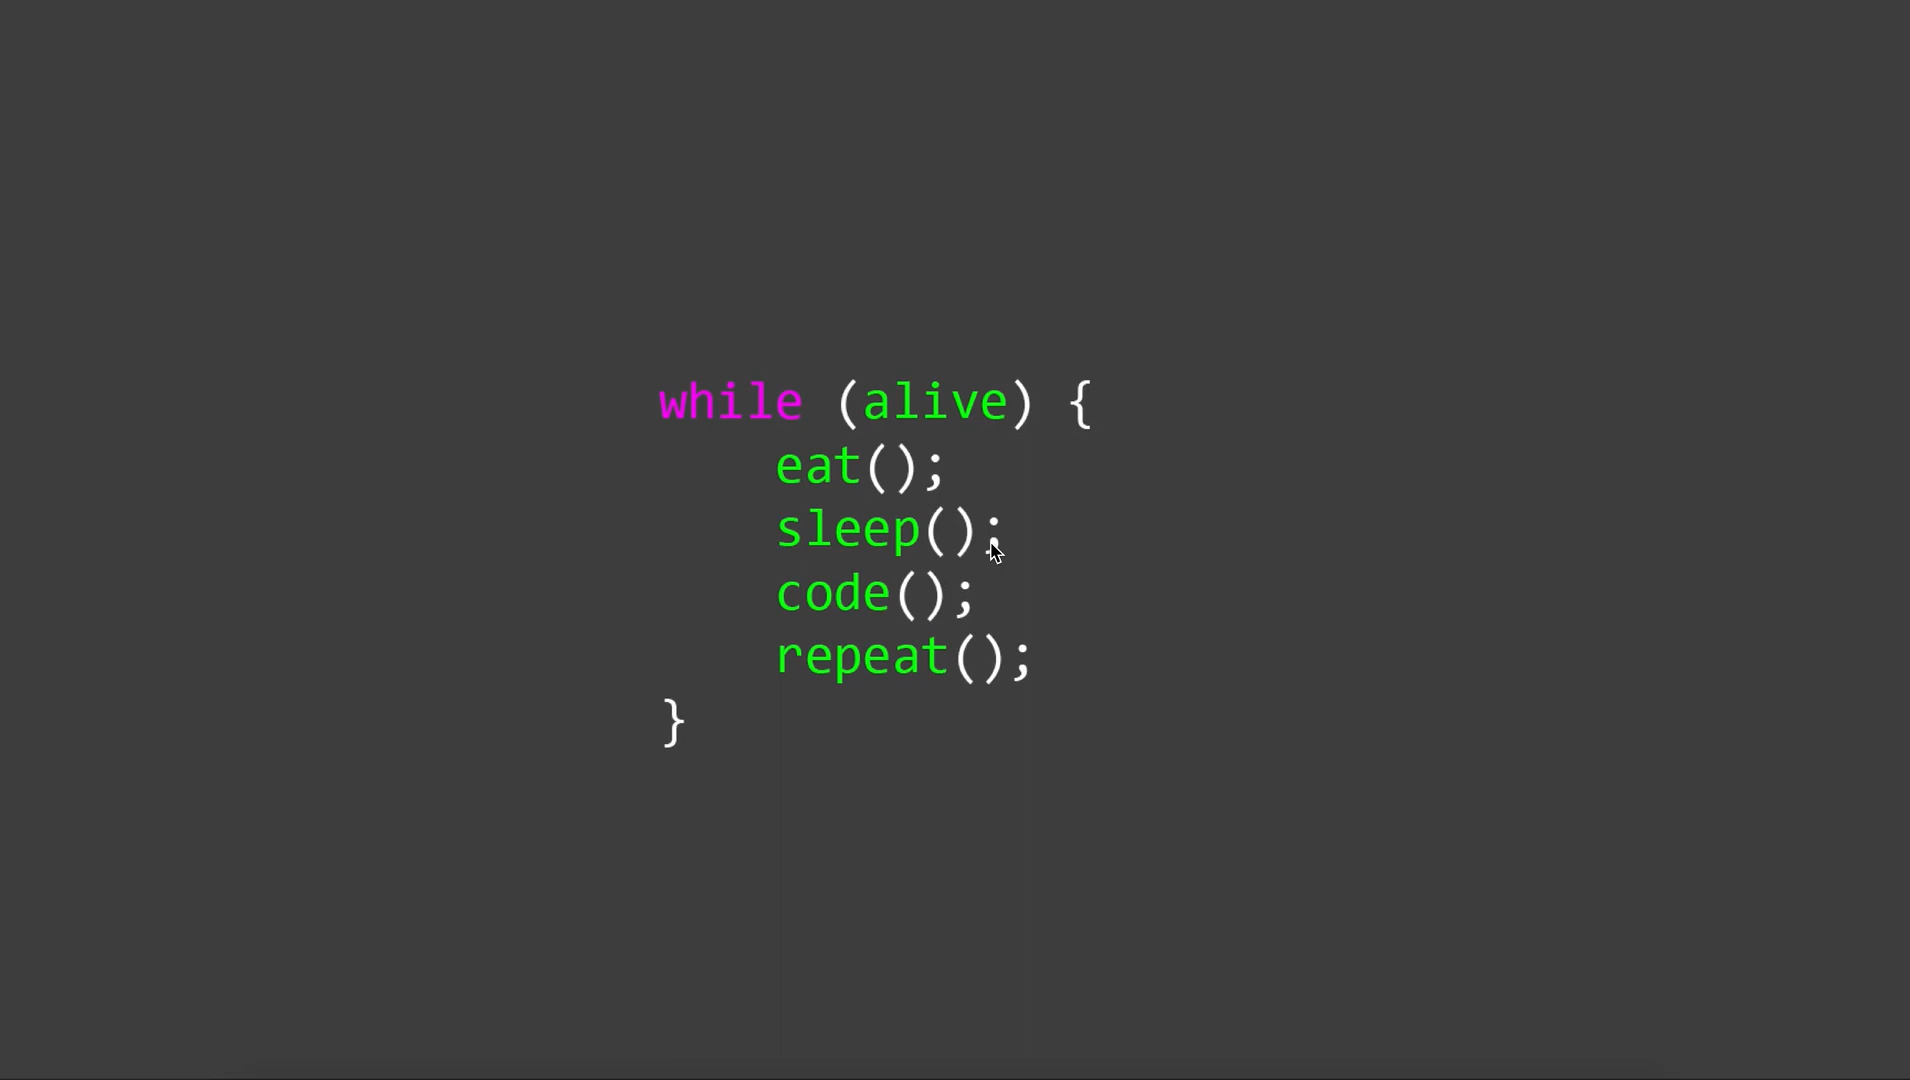 while (alive) {
    eat();
    sleep();
    code();
    repeat();
}